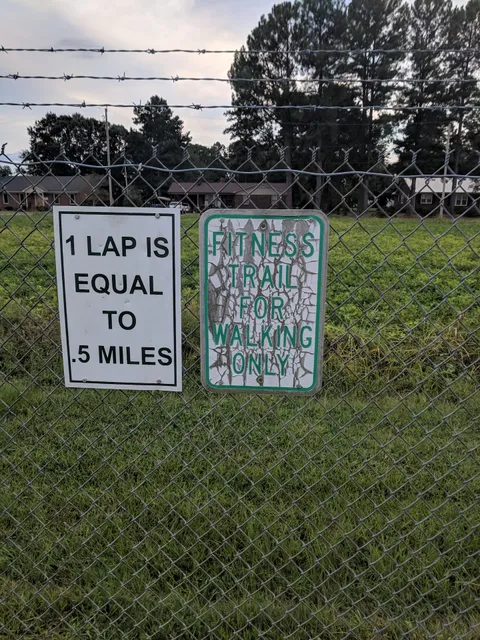 1 LAP IS
EQUAL
TO
.5 MILES
FITNESS
TRAIL
FOR
WALKING
ONLY